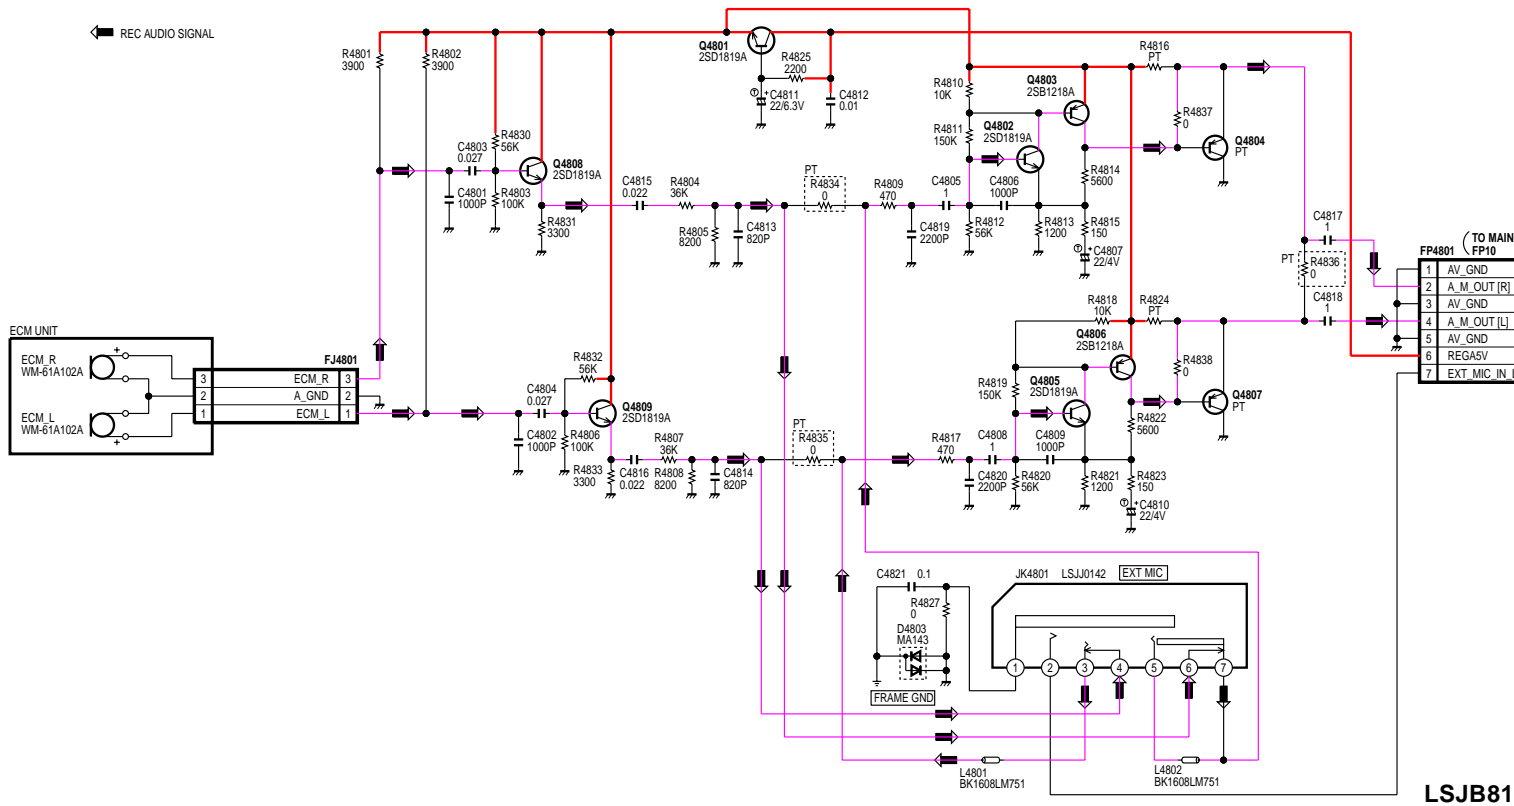 REC AUDIO SIGNAL
R4801
3900
R4802
3900
Q4801
2SD1819A
R4825
2200
C4811
22/6.3V
C4812
0.01
R4830
56K
C4803
0.027
Q4808
2SD1819A
C4801
1000P
R4803
100K
R4831
3300
C4815
0.022
R4804
36K
R4805
8200
C4813
820P
PT
R4834
0
R4809
470
C4805
1
C4819
2200P
R4810
10K
R4811
150K
Q4802
2SD1819A
Q4803
2SB1218A
C4806
1000P
R4812
56K
R4813
1200
R4814
5600
R4815
150
C4807
22/4V
R4816
PT
R4837
0
Q4804
PT
C4817
1
PT
R4836
0
C4818
1
FP4801
TO MAIN
FP10
1 AV_GND
2 A_M_OUT [R]
3 AV_GND
4 A_M_OUT [L]
5 AV_GND
6 REGA5V
7 EXT_MIC_IN_L
ECM UNIT
ECM_R
WM-61A102A
ECM_L
WM-61A102A
FJ4801
3 ECM_R 3
2 A_GND 2
1 ECM_L 1
R4832
56K
C4804
0.027
Q4809
2SD1819A
C4802
1000P
R4806
100K
R4833
3300
C4816
0.022
R4807
36K
R4808
8200
C4814
820P
PT
R4835
0
R4817
470
C4808
1
C4809
1000P
C4820
2200P
R4820
56K
R4821
1200
R4818
10K
R4824
PT
Q4806
2SB1218A
R4819
150K
Q4805
2SD1819A
R4838
0
Q4807
PT
R4822
5600
R4823
150
C4810
22/4V
C4821 0.1
R4827
0
D4803
MA143
FRAME GND
JK4801 LSJJ0142 EXT MIC
1 2 3 4 5 6 7
L4801
BK1608LM751
L4802
BK1608LM751
LSJB81